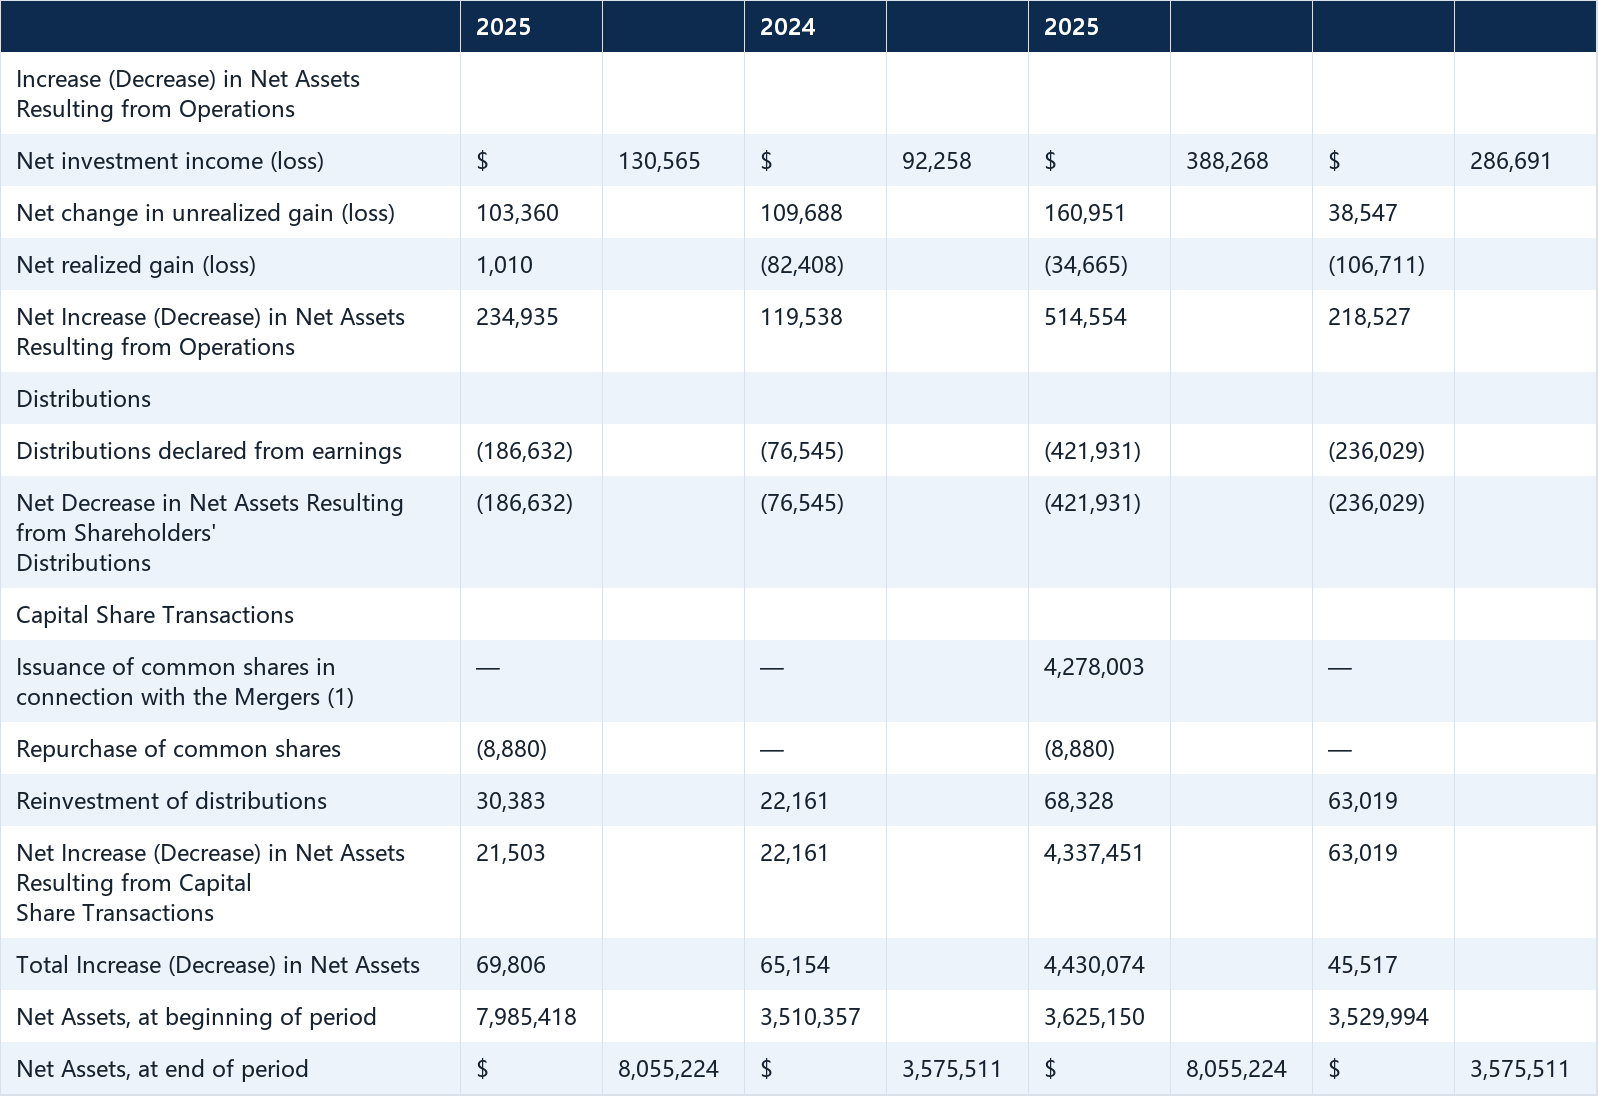 2025 2024 2025
Increase (Decrease) in Net Assets
Resulting from Operations
Net investment income (loss) $ 130,565 $ 92,258 $ 388,268 $ 286,691
Net change in unrealized gain (loss) 103,360 109,688 160,951 38,547
Net realized gain (loss) 1,010 (82,408) (34,665) (106,711)
Net Increase (Decrease) in Net Assets 234,935 119,538 514,554 218,527
Resulting from Operations
Distributions
Distributions declared from earnings (186,632) (76,545) (421,931) (236,029)
Net Decrease in Net Assets Resulting (186,632) (76,545) (421,931) (236,029)
from Shareholders'
Distributions
Capital Share Transactions
Issuance of common shares in — — 4,278,003 —
connection with the Mergers (1)
Repurchase of common shares (8,880) — (8,880) —
Reinvestment of distributions 30,383 22,161 68,328 63,019
Net Increase (Decrease) in Net Assets 21,503 22,161 4,337,451 63,019
Resulting from Capital
Share Transactions
Total Increase (Decrease) in Net Assets 69,806 65,154 4,430,074 45,517
Net Assets, at beginning of period 7,985,418 3,510,357 3,625,150 3,529,994
Net Assets, at end of period $ 8,055,224 $ 3,575,511 $ 8,055,224 $ 3,575,511